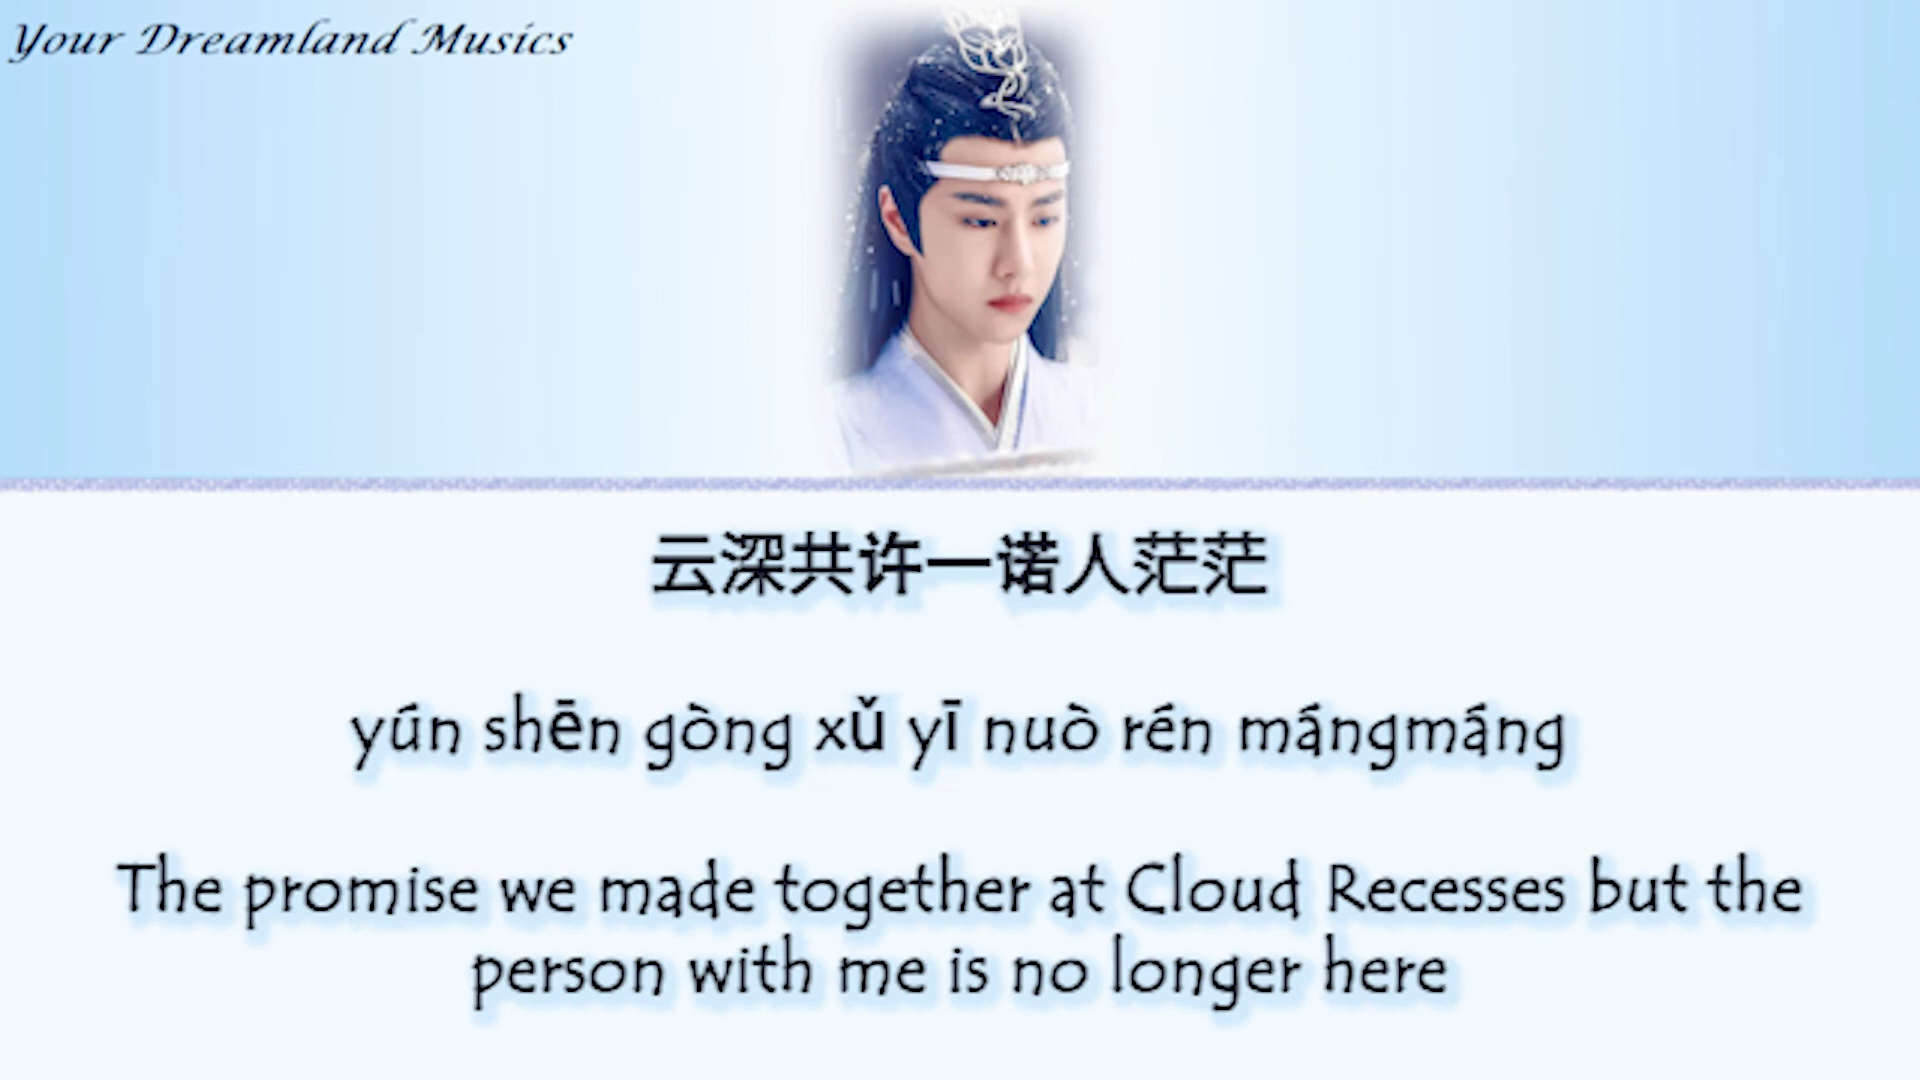 Your Dreamland Musics
云深共许一诺人茫茫
yún shēn gòng xǔ yī nuò rén mángmáng
The promise we made together at Cloud Recesses but the
person with me is no longer here